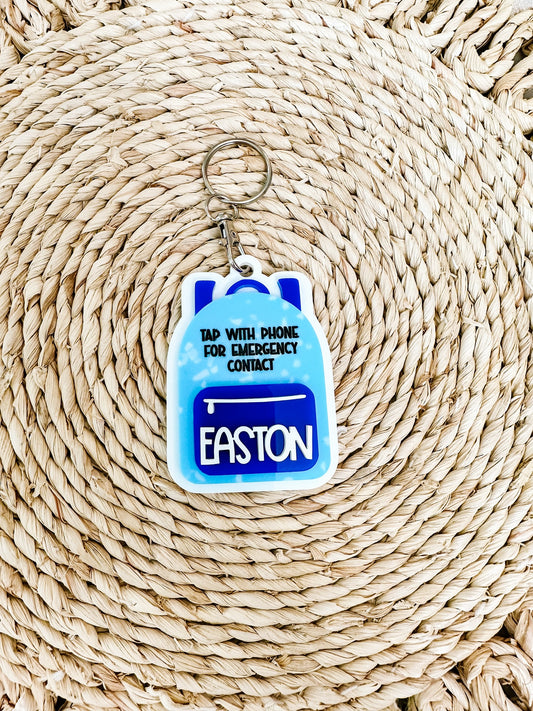 TAP WITH PHONE
FOR EMERGENCY
CONTACT
EASTON